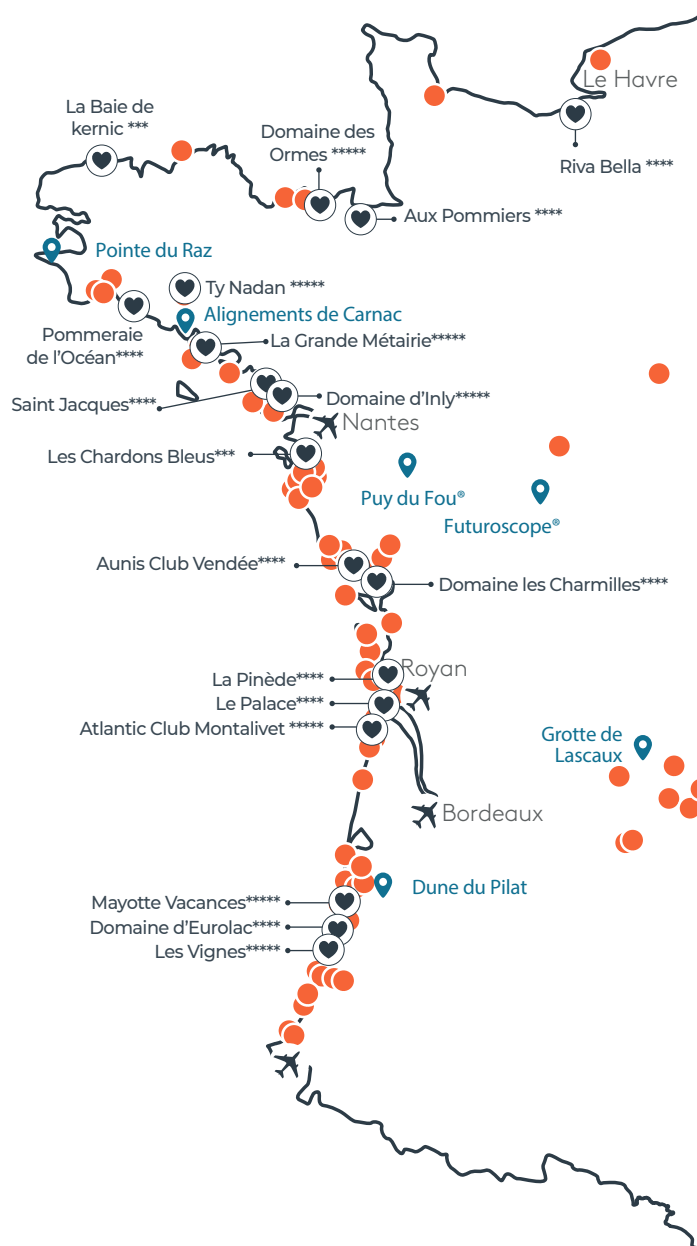 Le Havre
La Baie de
kernic ***
Domaine des
Ormes *****
Riva Bella ****
Aux Pommiers ****
Pointe du Raz
Ty Nadan *****
Alignements de Carnac
Pommeraie
de l'Océan****
La Grande Métairie*****
Saint Jacques****
Domaine d'Inly*****
Nantes
Les Chardons Bleus***
Puy du Fou®
Futuroscope®
Aunis Club Vendée****
Domaine les Charmilles****
Royan
La Pinède****
Le Palace****
Atlantic Club Montalivet *****
Grotte de
Lascaux
Bordeaux
Dune du Pilat
Mayotte Vacances*****
Domaine d'Eurolac****
Les Vignes*****